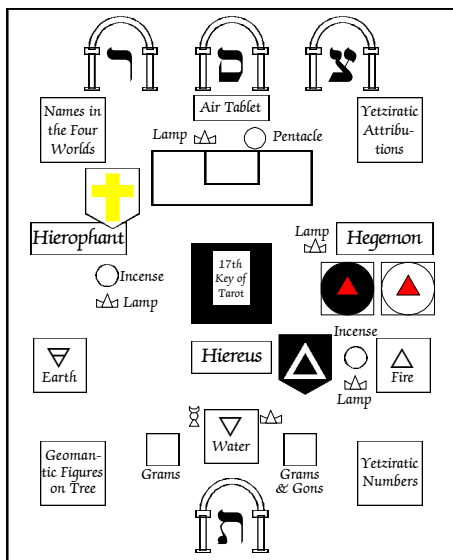 ר ס צ
Names in
the Four
Worlds
Air Tablet
Yetziratic
Attribu-
tions
Lamp
Pentacle
Hierophant
17th
Key of
Tarot
Lamp
Hegemon
Incense
Lamp
Hiereus
Incense
Lamp
Earth
Fire
Water
Geoman-
tic Figures
on Tree
Grams
Grams
& Gons
Yetziratic
Numbers
ת